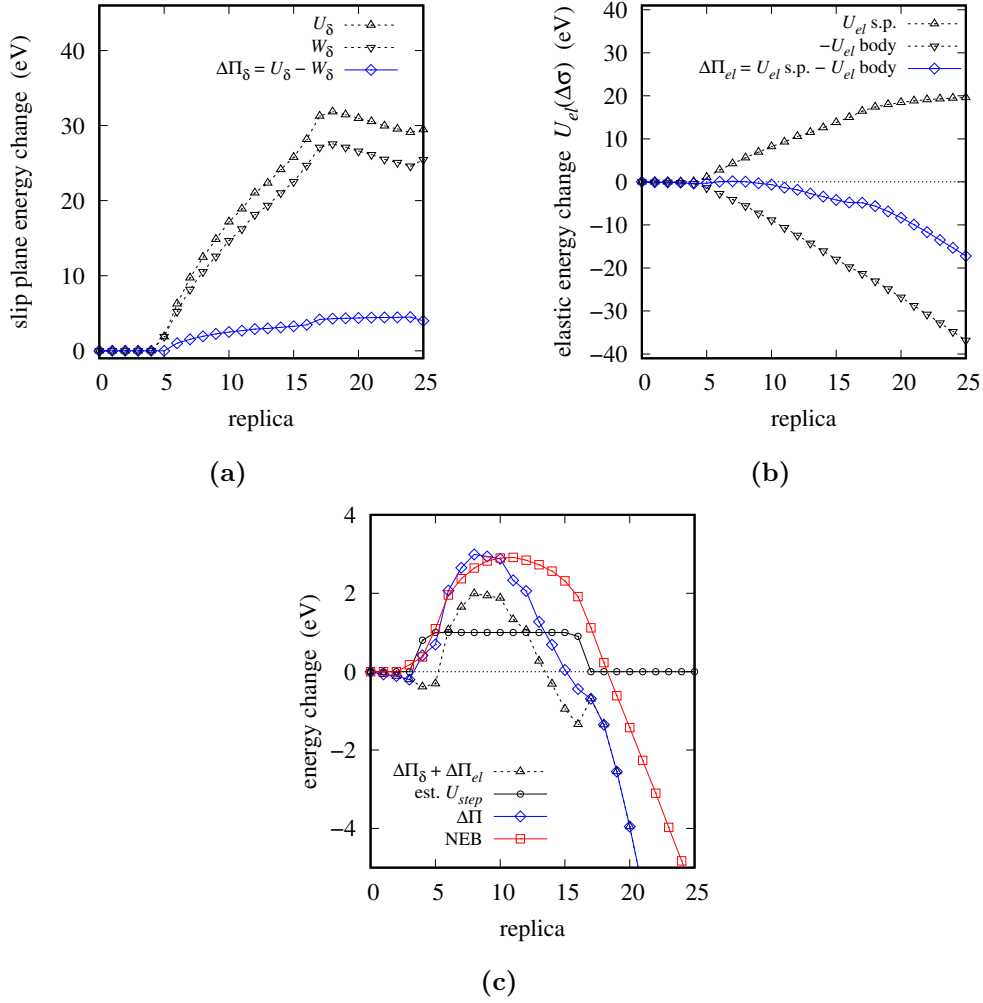 slip plane energy change (eV)
40
30
20
10
0
U_δ
W_δ
ΔΠ_δ = U_δ − W_δ
0 5 10 15 20 25
replica
(a)
elastic energy change U_el(Δσ) (eV)
40
30
20
10
0
−10
−20
−30
−40
U_el s.p.
−U_el body
ΔΠ_el = U_el s.p. − U_el body
0 5 10 15 20 25
replica
(b)
energy change (eV)
4
2
0
−2
−4
ΔΠ_δ + ΔΠ_el
est. U_step
ΔΠ
NEB
0 5 10 15 20 25
replica
(c)